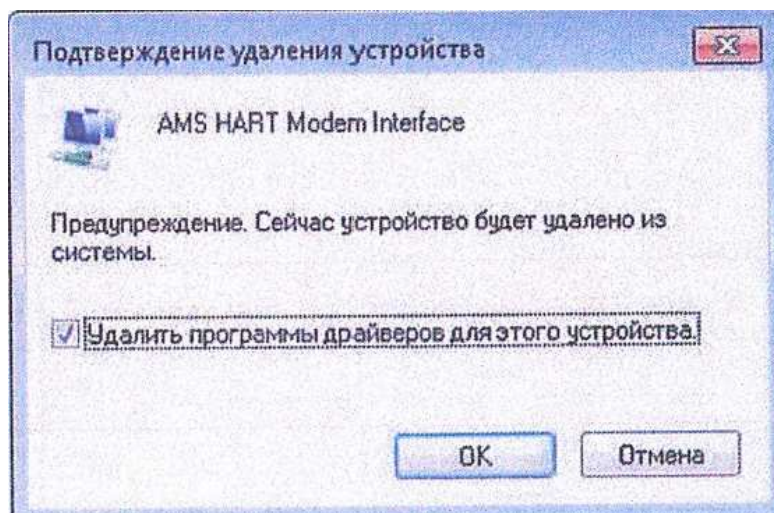 Подтверждение удаления устройства
AMS HART Modem Interface
Предупреждение. Сейчас устройство будет удалено из
системы.
Удалить программы драйверов для этого устройства.
OK
Отмена